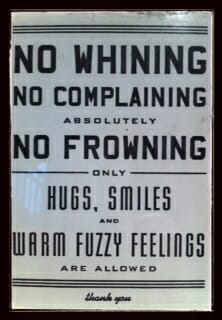 NO WHINING
NO COMPLAINING
ABSOLUTELY
NO FROWNING
ONLY
HUGS, SMILES
AND
WARM FUZZY FEELINGS
ARE ALLOWED
thank you